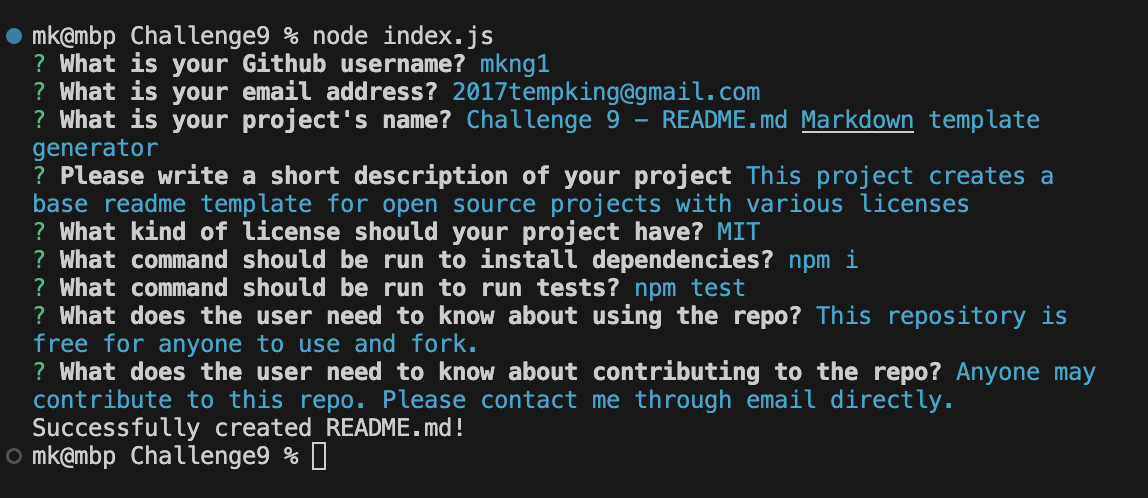 mk@mbp Challenge9 % node index.js
? What is your Github username? mkng1
? What is your email address? 2017tempking@gmail.com
? What is your project's name? Challenge 9 – README.md Markdown template
generator
? Please write a short description of your project This project creates a
base readme template for open source projects with various licenses
? What kind of license should your project have? MIT
? What command should be run to install dependencies? npm i
? What command should be run to run tests? npm test
? What does the user need to know about using the repo? This repository is
free for anyone to use and fork.
? What does the user need to know about contributing to the repo? Anyone may
contribute to this repo. Please contact me through email directly.
Successfully created README.md!
mk@mbp Challenge9 %